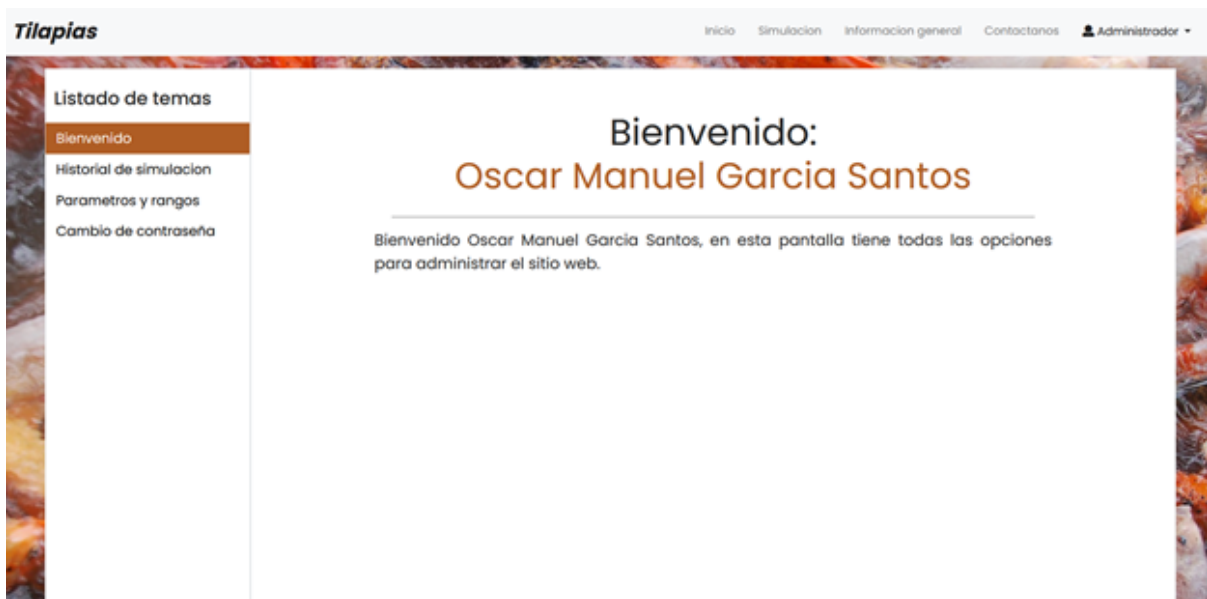 Tilapias
Inicio Simulacion Informacion general Contactanos Administrador
Listado de temas
Bienvenido
Historial de simulacion
Parametros y rangos
Cambio de contraseña
Bienvenido:
Oscar Manuel Garcia Santos
Bienvenido Oscar Manuel Garcia Santos, en esta pantalla tiene todas las opciones
para administrar el sitio web.